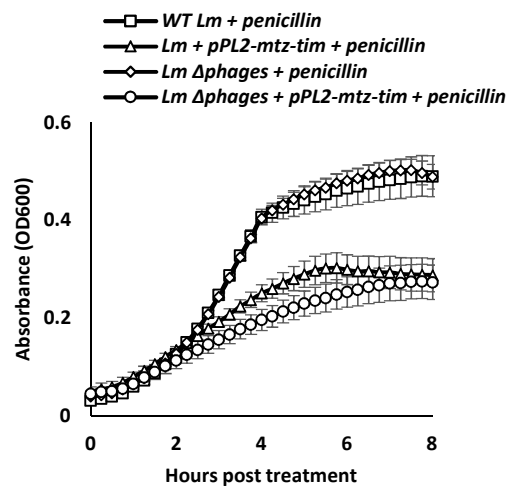 WT Lm + penicillin
Lm + pPL2-mtz-tim + penicillin
Lm Δphages + penicillin
Lm Δphages + pPL2-mtz-tim + penicillin
0.6
0.4
0.2
0
Absorbance (OD600)
0 2 4 6 8
Hours post treatment